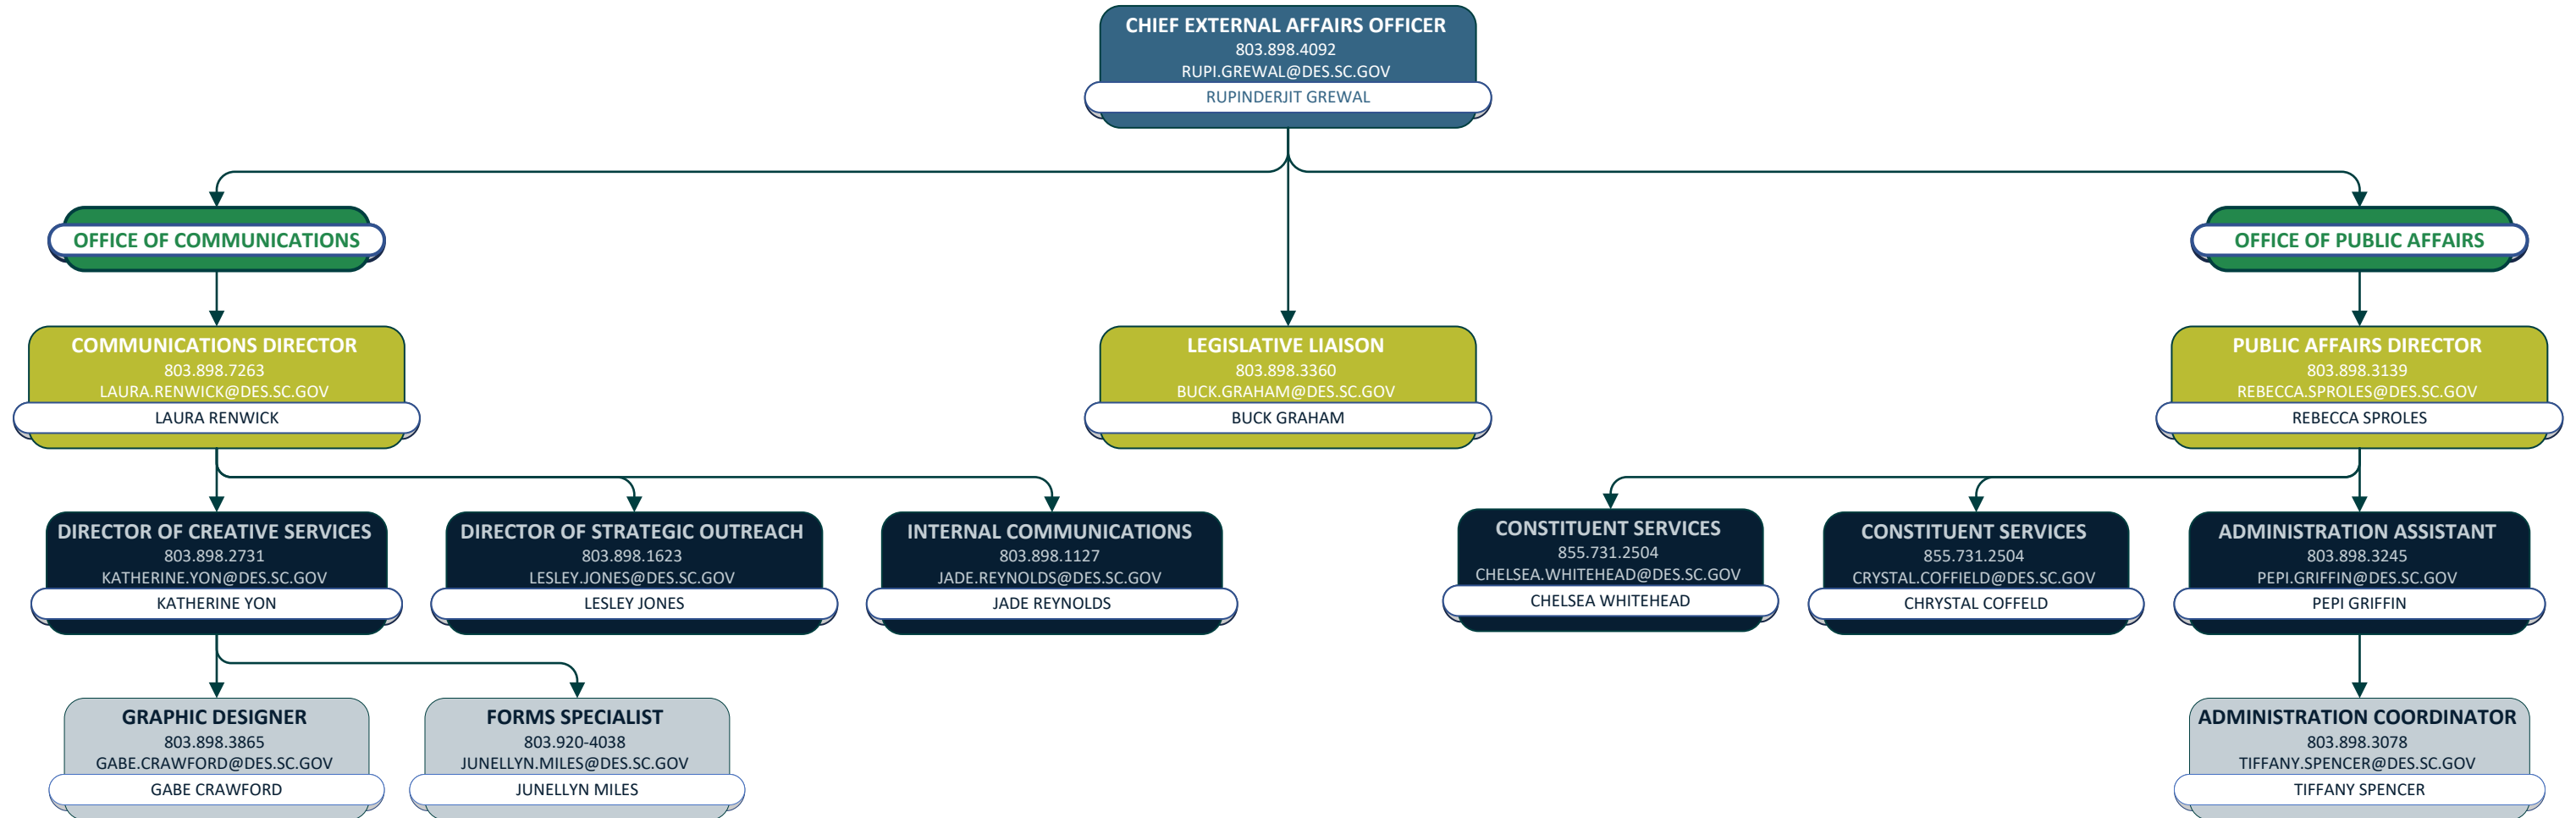 CHIEF EXTERNAL AFFAIRS OFFICER
803.898.4092
RUPI.GREWAL@DES.SC.GOV
RUPINDERJIT GREWAL
OFFICE OF COMMUNICATIONS
OFFICE OF PUBLIC AFFAIRS
COMMUNICATIONS DIRECTOR
803.898.7263
LAURA.RENWICK@DES.SC.GOV
LAURA RENWICK
LEGISLATIVE LIAISON
803.898.3360
BUCK.GRAHAM@DES.SC.GOV
BUCK GRAHAM
PUBLIC AFFAIRS DIRECTOR
803.898.3139
REBECCA.SPROLES@DES.SC.GOV
REBECCA SPROLES
DIRECTOR OF CREATIVE SERVICES
803.898.2731
KATHERINE.YON@DES.SC.GOV
KATHERINE YON
DIRECTOR OF STRATEGIC OUTREACH
803.898.1623
LESLEY.JONES@DES.SC.GOV
LESLEY JONES
INTERNAL COMMUNICATIONS
803.898.1127
JADE.REYNOLDS@DES.SC.GOV
JADE REYNOLDS
CONSTITUENT SERVICES
855.731.2504
CHELSEA.WHITEHEAD@DES.SC.GOV
CHELSEA WHITEHEAD
CONSTITUENT SERVICES
855.731.2504
CRYSTAL.COFFIELD@DES.SC.GOV
CHRYSTAL COFFELD
ADMINISTRATION ASSISTANT
803.898.3245
PEPI.GRIFFIN@DES.SC.GOV
PEPI GRIFFIN
GRAPHIC DESIGNER
803.898.3865
GABE.CRAWFORD@DES.SC.GOV
GABE CRAWFORD
FORMS SPECIALIST
803.920-4038
JUNELLYN.MILES@DES.SC.GOV
JUNELLYN MILES
ADMINISTRATION COORDINATOR
803.898.3078
TIFFANY.SPENCER@DES.SC.GOV
TIFFANY SPENCER